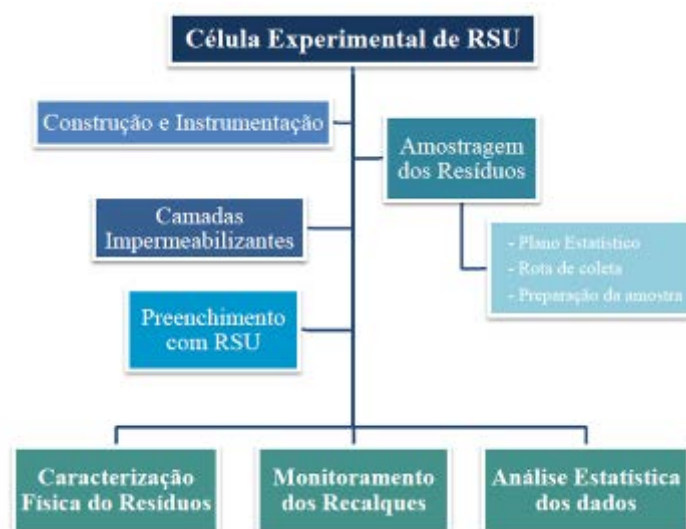 Célula Experimental de RSU
Construção e Instrumentação
Amostragem
dos Resíduos
Camadas
Impermeabilizantes
- Plano Estatístico
- Rota de coleta
- Preparação da amostra
Preenchimento
com RSU
Caracterização
Física do Resíduos
Monitoramento
dos Recalques
Análise Estatística
dos dados